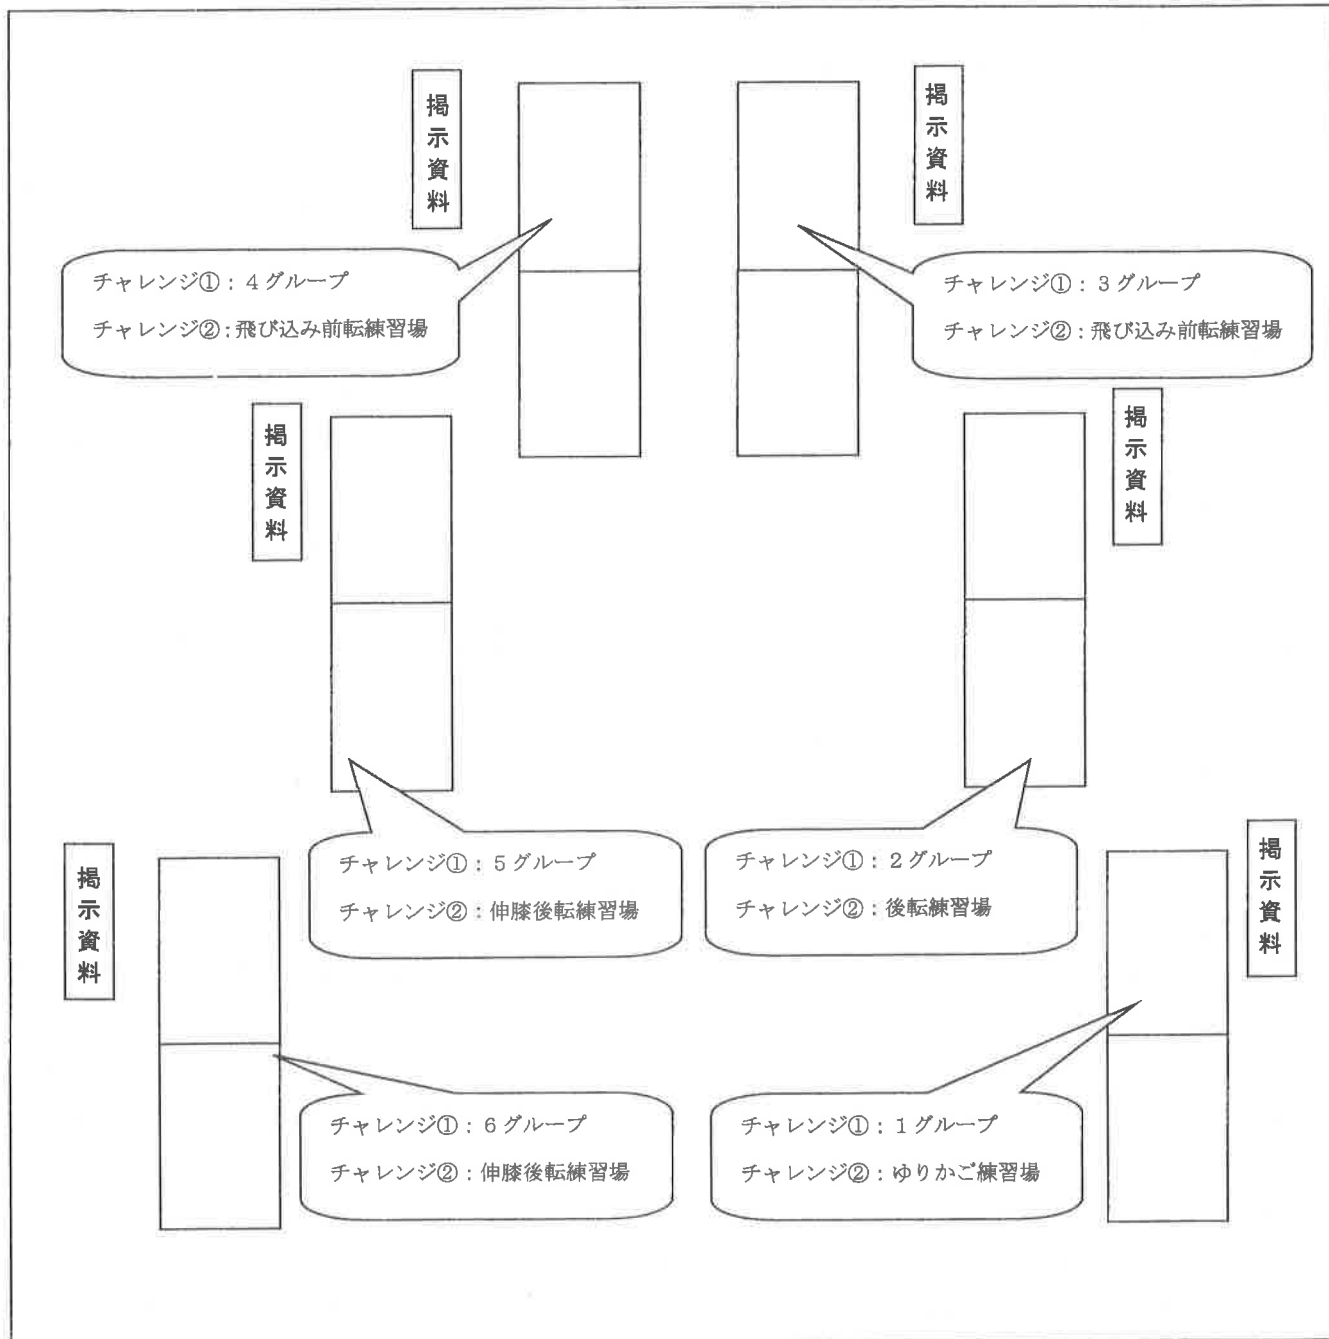 掲示資料
掲示資料
チャレンジ①：４グループ
チャレンジ②：飛び込み前転練習場
チャレンジ①：３グループ
チャレンジ②：飛び込み前転練習場
掲示資料
掲示資料
チャレンジ①：５グループ
チャレンジ②：伸膝後転練習場
チャレンジ①：２グループ
チャレンジ②：後転練習場
掲示資料
掲示資料
チャレンジ①：６グループ
チャレンジ②：伸膝後転練習場
チャレンジ①：１グループ
チャレンジ②：ゆりかご練習場